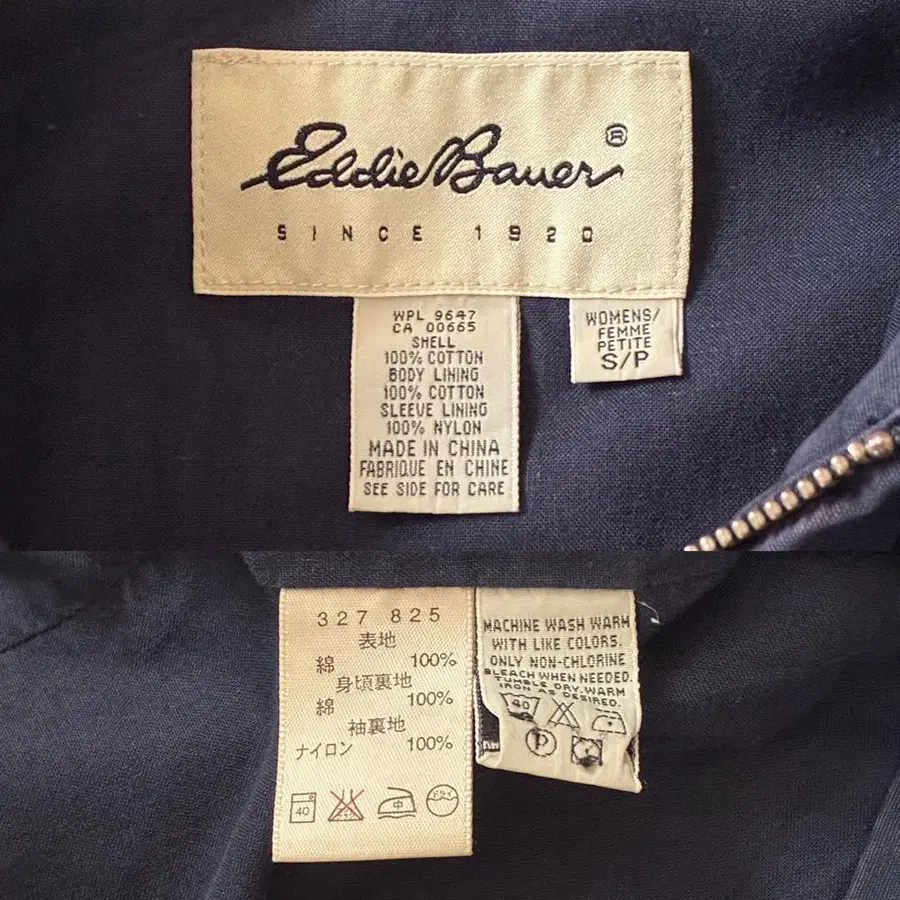 Eddie Bauer®
SINCE 1920
WPL 9647
CA 00665
SHELL
100% COTTON
BODY LINING
100% COTTON
SLEEVE LINING
100% NYLON
MADE IN CHINA
FABRIQUE EN CHINE
SEE SIDE FOR CARE
WOMENS/
FEMME
PETITE
S/P
327 825
表地
綿 100%
身頃裏地
綿 100%
袖裏地
ナイロン 100%
40
中
ドライ
MACHINE WASH WARM
WITH LIKE COLORS.
ONLY NON-CHLORINE
BLEACH WHEN NEEDED.
TUMBLE DRY WARM
IRON AS DESIRED.
40
P